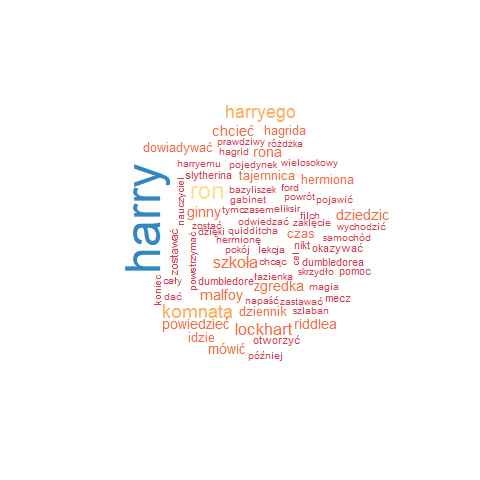 harryego
chcieć hagrida
prawdziwy różdżka
dowiadywać hagrid rona
harryemu pojedynek wielosokowy
slytherina tajemnica hermiona
harry
ron bazyliszek ford powrót pojawić
nauczyciel gabinet
ginny tymczasem eliksir filch dziedzic
zostać odwiedzać zaklęcie wychodzić
dzięki quidditcha czas samochód
zostawać hermionę nikt okazywać
powstrzymać pokój lekcja
szkoła chcąc cel dumbledorea
łazienka skrzydło pomoc
koniec cały dumbledore zgredka magia
dać malfoy napaść zastawać mecz
komnata dziennik szlaban
powiedzieć lockhart riddlea
idzie otworzyć
mówić później